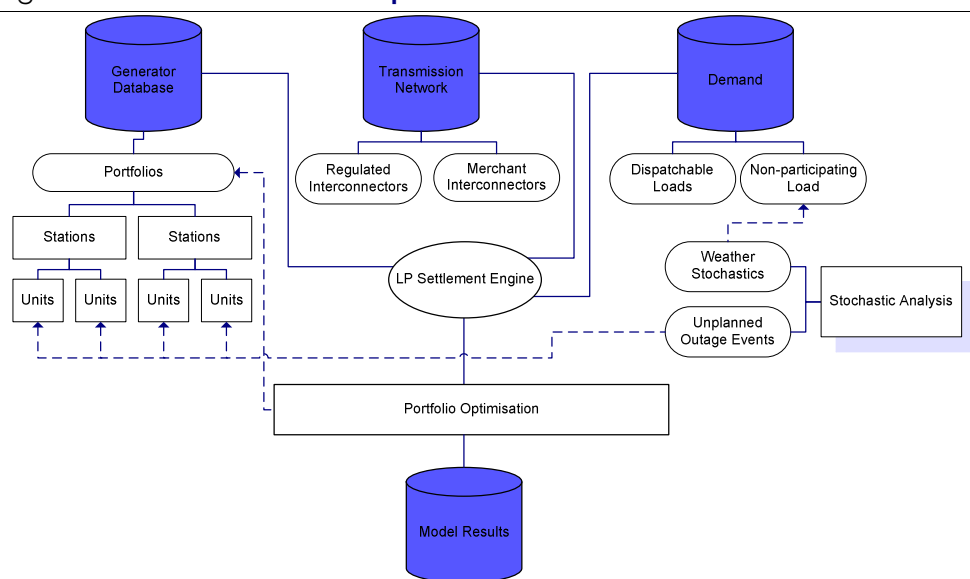 Generator
Database
Transmission
Network
Demand
Portfolios
Regulated
Interconnectors
Merchant
Interconnectors
Dispatchable
Loads
Non-participating
Load
Stations
Stations
Weather
Stochastics
LP Settlement Engine
Units
Units
Units
Units
Stochastic Analysis
Unplanned
Outage Events
Portfolio Optimisation
Model Results